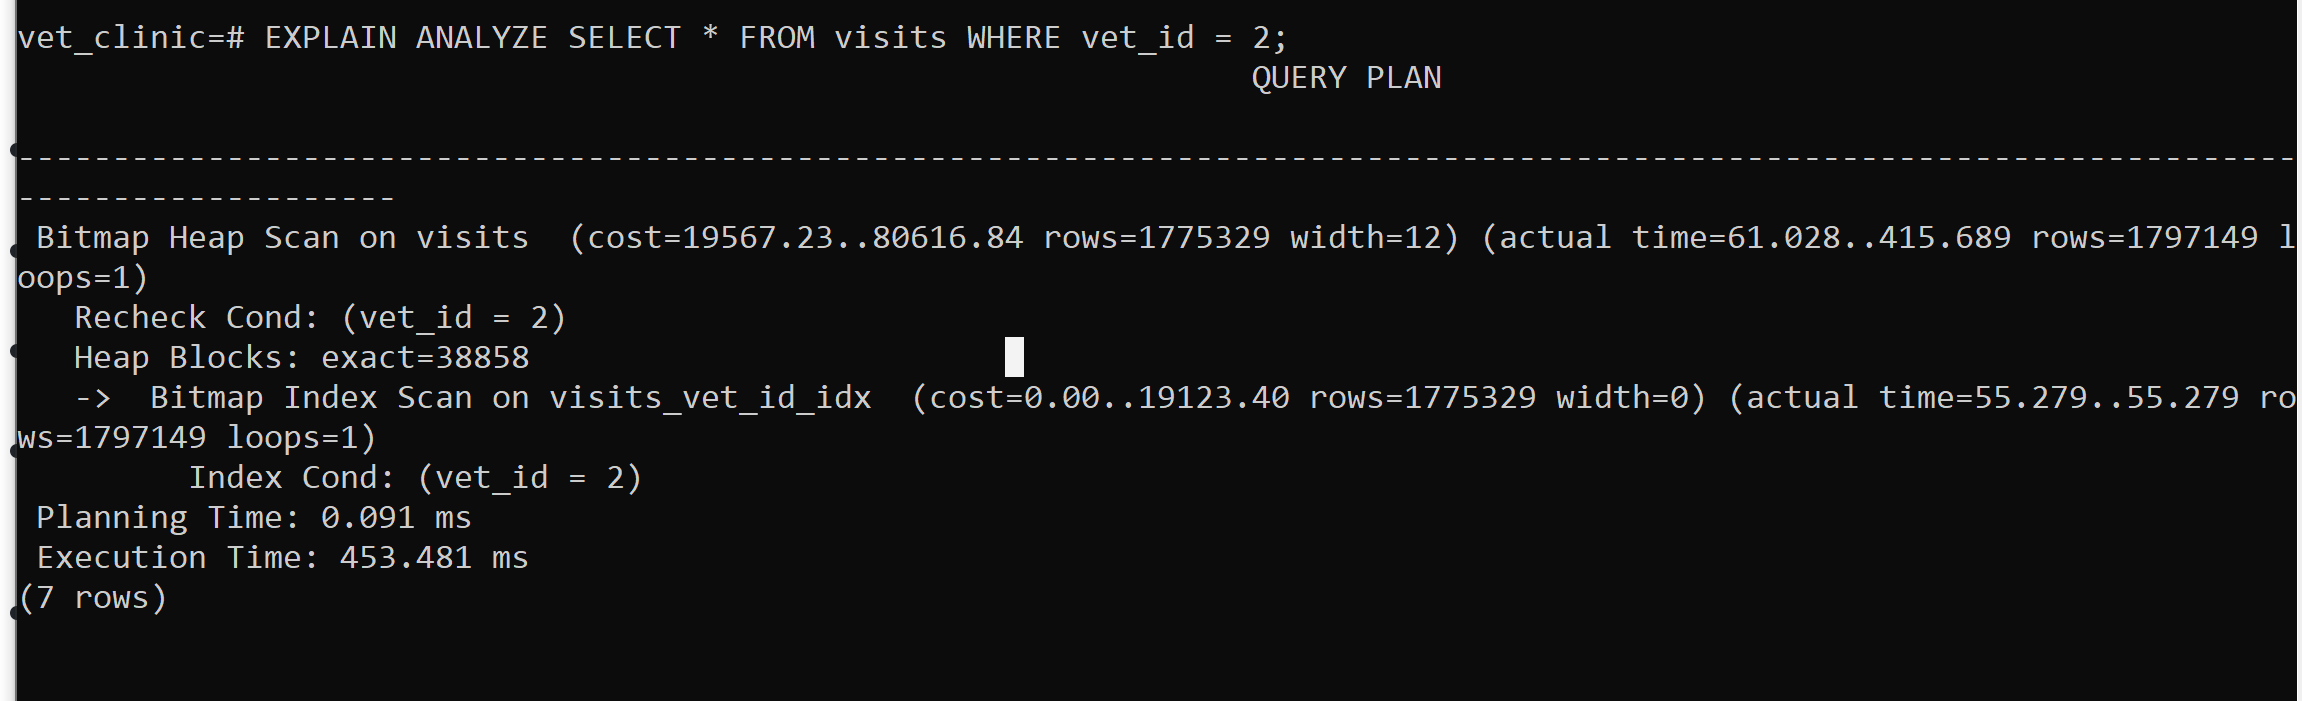 vet_clinic=# EXPLAIN ANALYZE SELECT * FROM visits WHERE vet_id = 2;
QUERY PLAN
------------------------------------------------------------------------------------------------------------------------
--------------------
Bitmap Heap Scan on visits  (cost=19567.23..80616.84 rows=1775329 width=12) (actual time=61.028..415.689 rows=1797149 l
oops=1)
   Recheck Cond: (vet_id = 2)
   Heap Blocks: exact=38858
   ->  Bitmap Index Scan on visits_vet_id_idx  (cost=0.00..19123.40 rows=1775329 width=0) (actual time=55.279..55.279 ro
ws=1797149 loops=1)
         Index Cond: (vet_id = 2)
 Planning Time: 0.091 ms
 Execution Time: 453.481 ms
(7 rows)